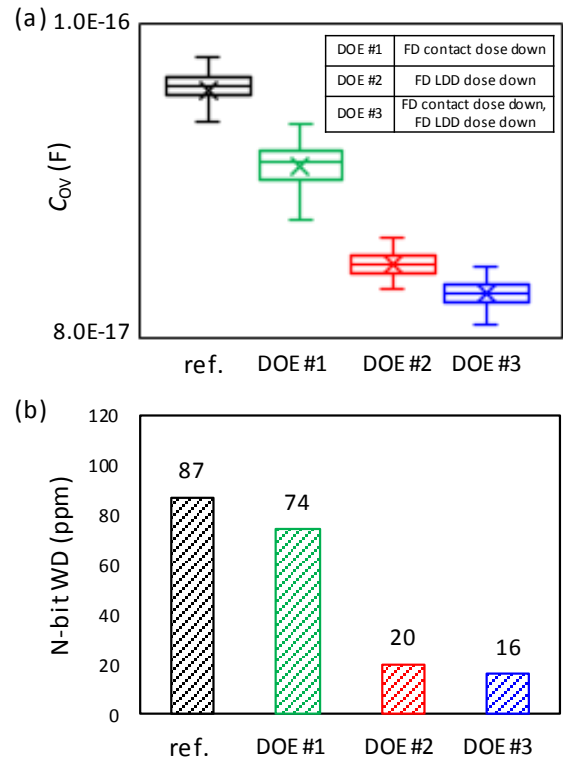 (a)
1.0E-16
DOE #1 FD contact dose down
DOE #2 FD LDD dose down
DOE #3 FD contact dose down,
FD LDD dose down
C_OV (F)
8.0E-17
ref. DOE #1 DOE #2 DOE #3
(b)
120
100
80
60
40
20
0
N-bit WD (ppm)
87
74
20
16
ref. DOE #1 DOE #2 DOE #3